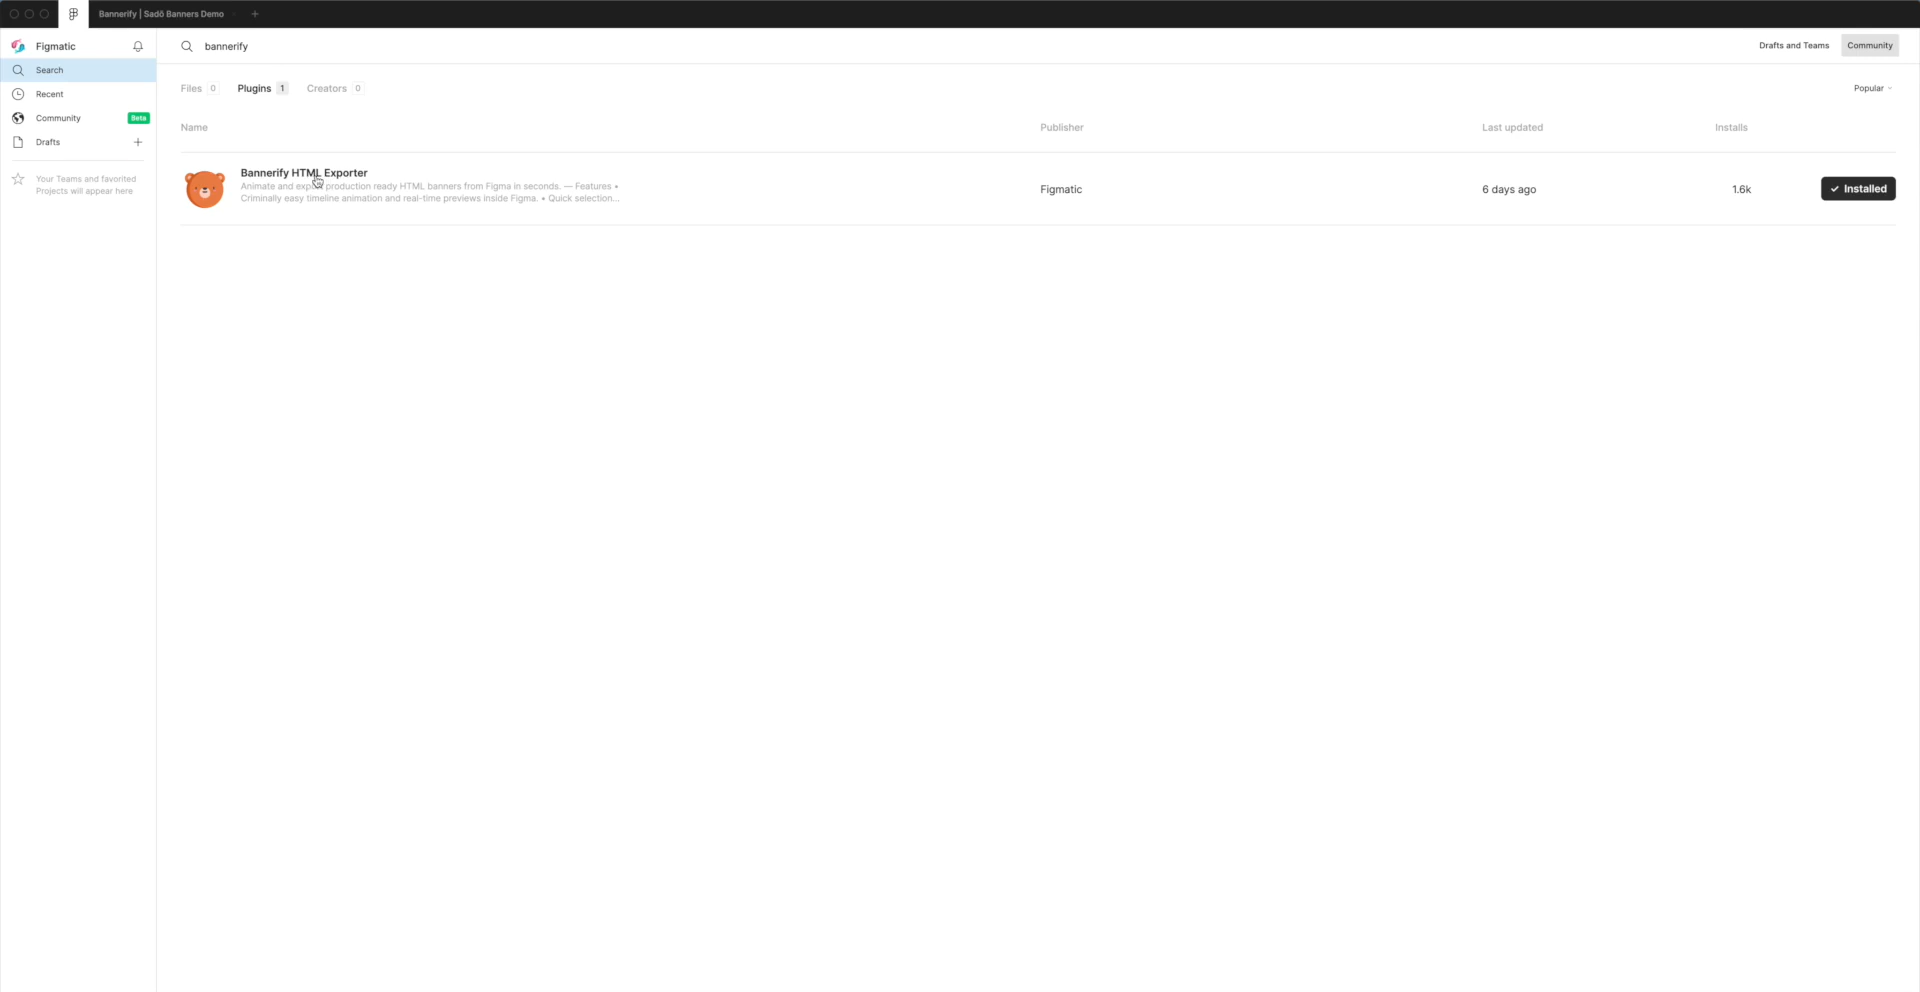 Bannerify | Sadō Banners Demo
Figmatic
bannerify
Drafts and Teams
Community
Search
Recent
Community
Beta
Drafts
Your Teams and favorited
Projects will appear here
Files 0
Plugins 1
Creators 0
Popular
Name
Publisher
Last updated
Installs
Bannerify HTML Exporter
Animate and export production ready HTML banners from Figma in seconds. — Features •
Criminally easy timeline animation and real-time previews inside Figma. • Quick selection...
Figmatic
6 days ago
1.6k
Installed